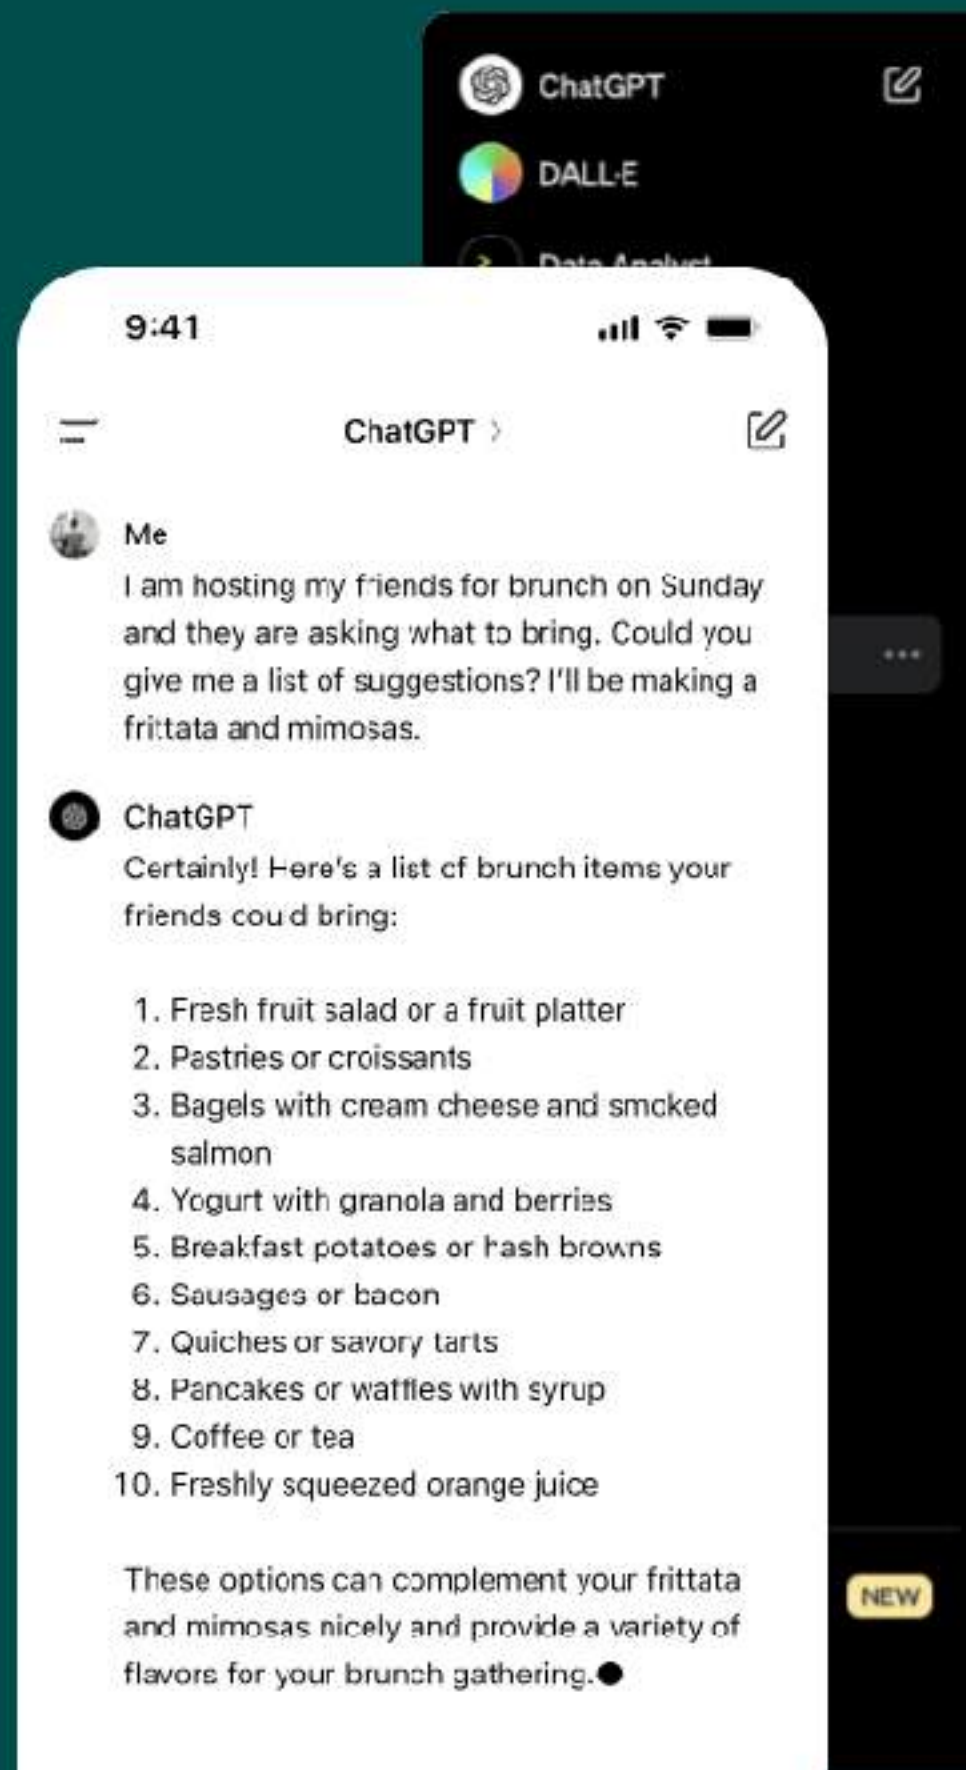 ChatGPT
DALL·E
Data Analyst
9:41
ChatGPT >
Me
I am hosting my friends for brunch on Sunday
and they are asking what to bring. Could you
give me a list of suggestions? I'll be making a
frittata and mimosas.
ChatGPT
Certainly! Here's a list of brunch items your
friends could bring:
1. Fresh fruit salad or a fruit platter
2. Pastries or croissants
3. Bagels with cream cheese and smoked
salmon
4. Yogurt with granola and berries
5. Breakfast potatoes or hash browns
6. Sausages or bacon
7. Quiches or savory tarts
8. Pancakes or waffles with syrup
9. Coffee or tea
10. Freshly squeezed orange juice
These options can complement your frittata
and mimosas nicely and provide a variety of
flavors for your brunch gathering.
NEW